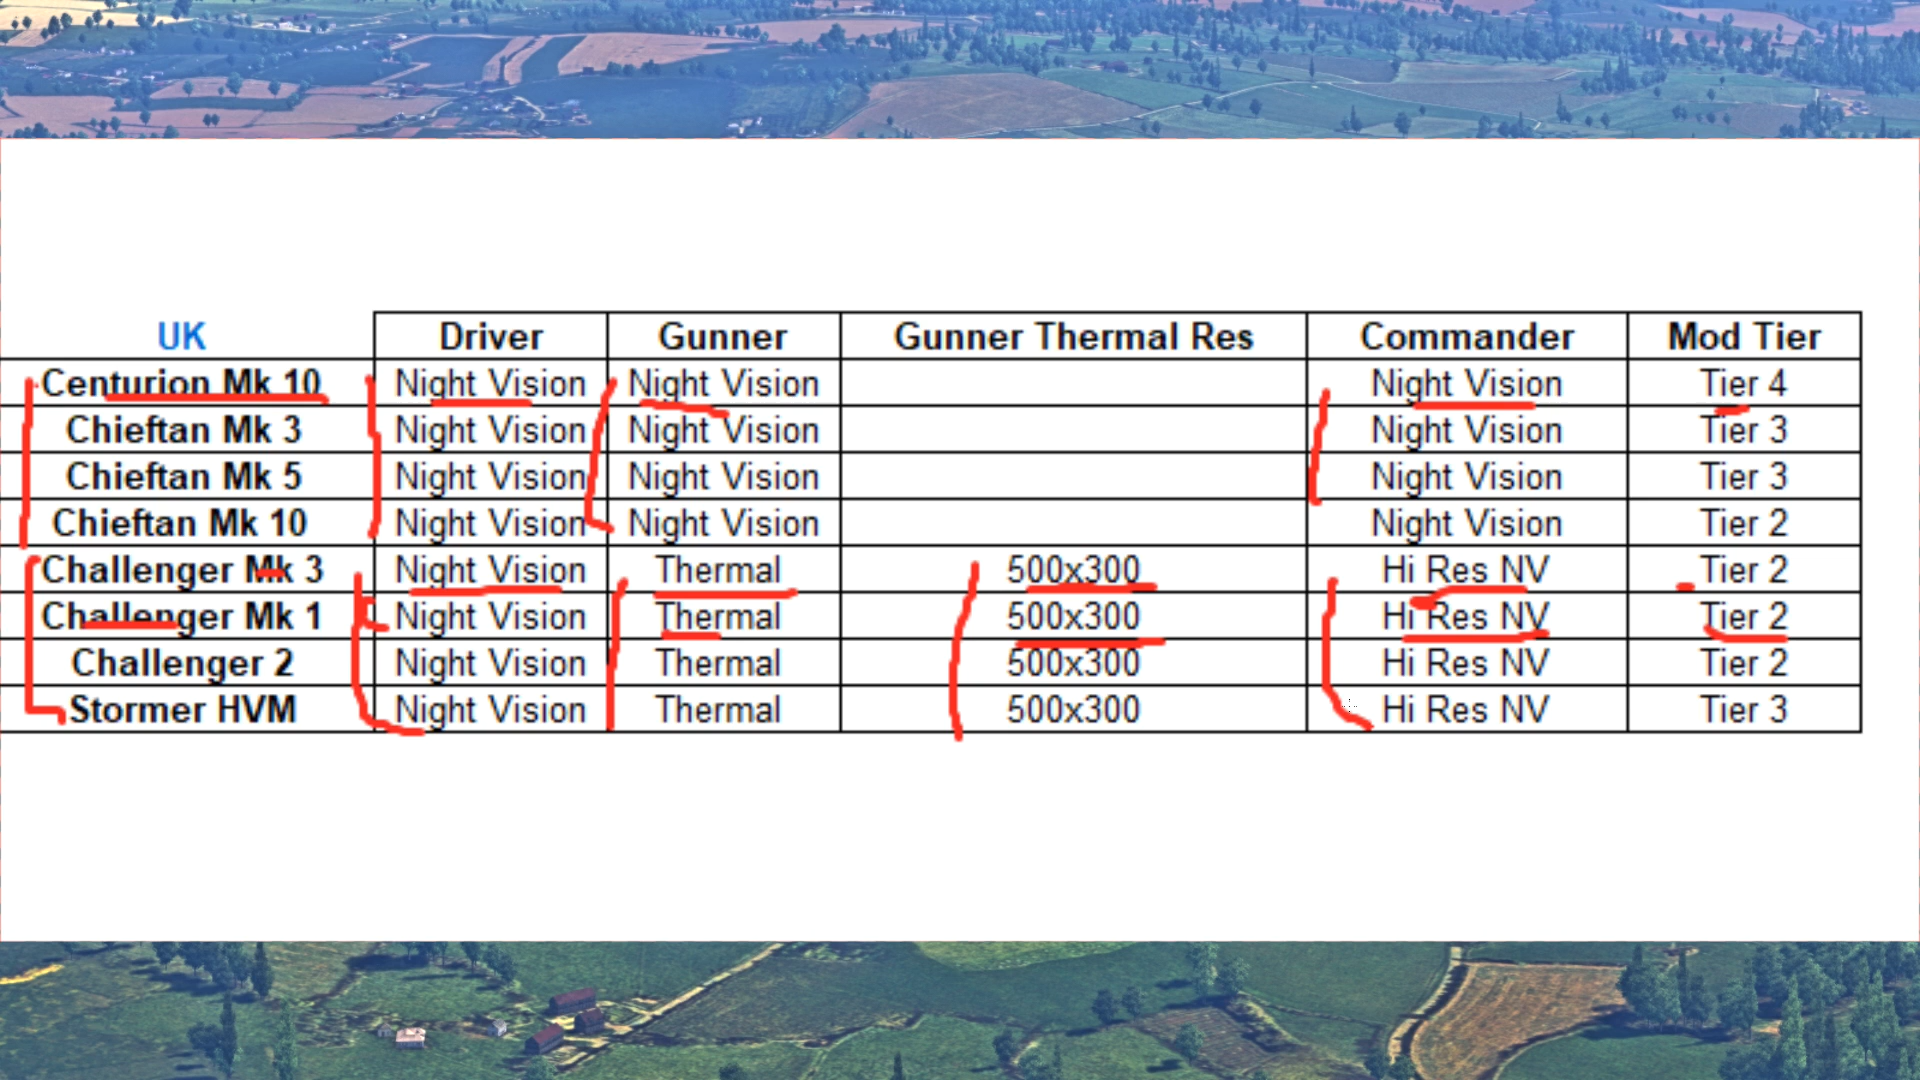 UK Driver Gunner Gunner Thermal Res Commander Mod Tier
Centurion Mk 10 Night Vision Night Vision Night Vision Tier 4
Chieftan Mk 3 Night Vision Night Vision Night Vision Tier 3
Chieftan Mk 5 Night Vision Night Vision Night Vision Tier 3
Chieftan Mk 10 Night Vision Night Vision Night Vision Tier 2
Challenger Mk 3 Night Vision Thermal 500x300 Hi Res NV Tier 2
Challenger Mk 1 Night Vision Thermal 500x300 Hi Res NV Tier 2
Challenger 2 Night Vision Thermal 500x300 Hi Res NV Tier 2
Stormer HVM Night Vision Thermal 500x300 Hi Res NV Tier 3